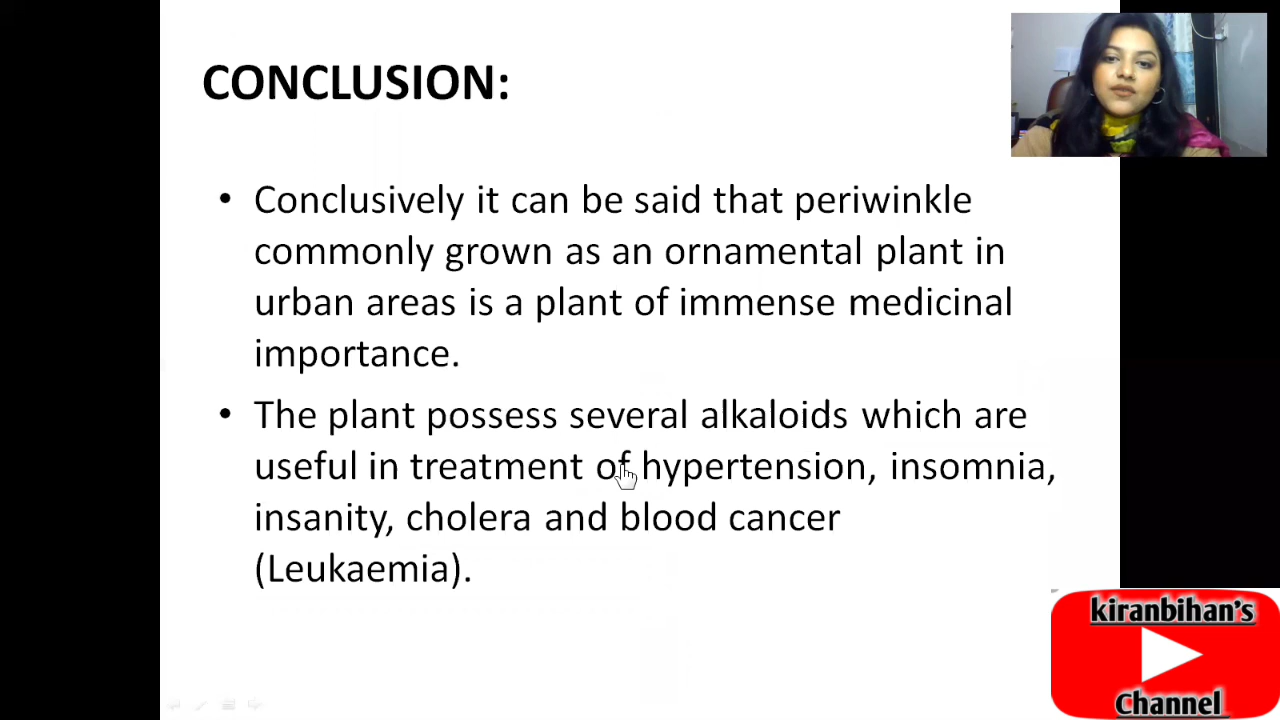 CONCLUSION:
• Conclusively it can be said that periwinkle
commonly grown as an ornamental plant in
urban areas is a plant of immense medicinal
importance.
• The plant possess several alkaloids which are
useful in treatment of hypertension, insomnia,
insanity, cholera and blood cancer
(Leukaemia).
kiranbihan's
Channel